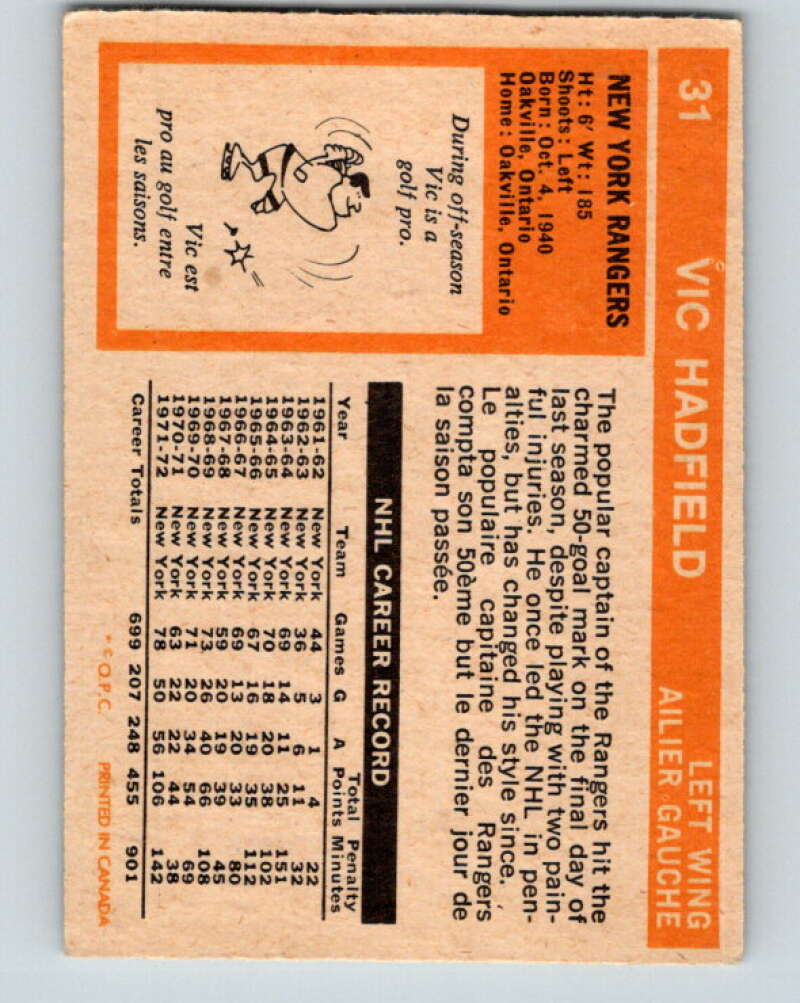 31 VIC HADFIELD LEFT WING
AILIER GAUCHE
NEW YORK RANGERS
Ht: 6' Wt: 185
Shoots: Left
Born: Oct. 4, 1940
Oakville, Ontario
Home: Oakville, Ontario
During off-season
Vic is a
golf pro.
Vic est
pro au golf entre
les saisons.
The popular captain of the Rangers hit the
charmed 50-goal mark on the final day of
last season, despite playing with two pain-
ful injuries. He once led the NHL in pen-
alties, but has changed his style since.
Le populaire capitaine des Rangers
compta son 50ème but le dernier jour de
la saison passée.
NHL CAREER RECORD
Total Penalty
Year Team Games G A Points Minutes
1961-62 New York 44 3 1 4 22
1962-63 New York 36 5 6 11 32
1963-64 New York 69 14 11 25 151
1964-65 New York 70 18 20 38 102
1965-66 New York 67 16 19 35 112
1966-67 New York 69 13 20 33 80
1967-68 New York 59 20 19 39 45
1968-69 New York 73 26 40 66 108
1969-70 New York 71 20 34 54 69
1970-71 New York 63 22 22 44 38
1971-72 New York 78 50 56 106 142
Career Totals 699 207 248 455 901
* © O.P.C. PRINTED IN CANADA